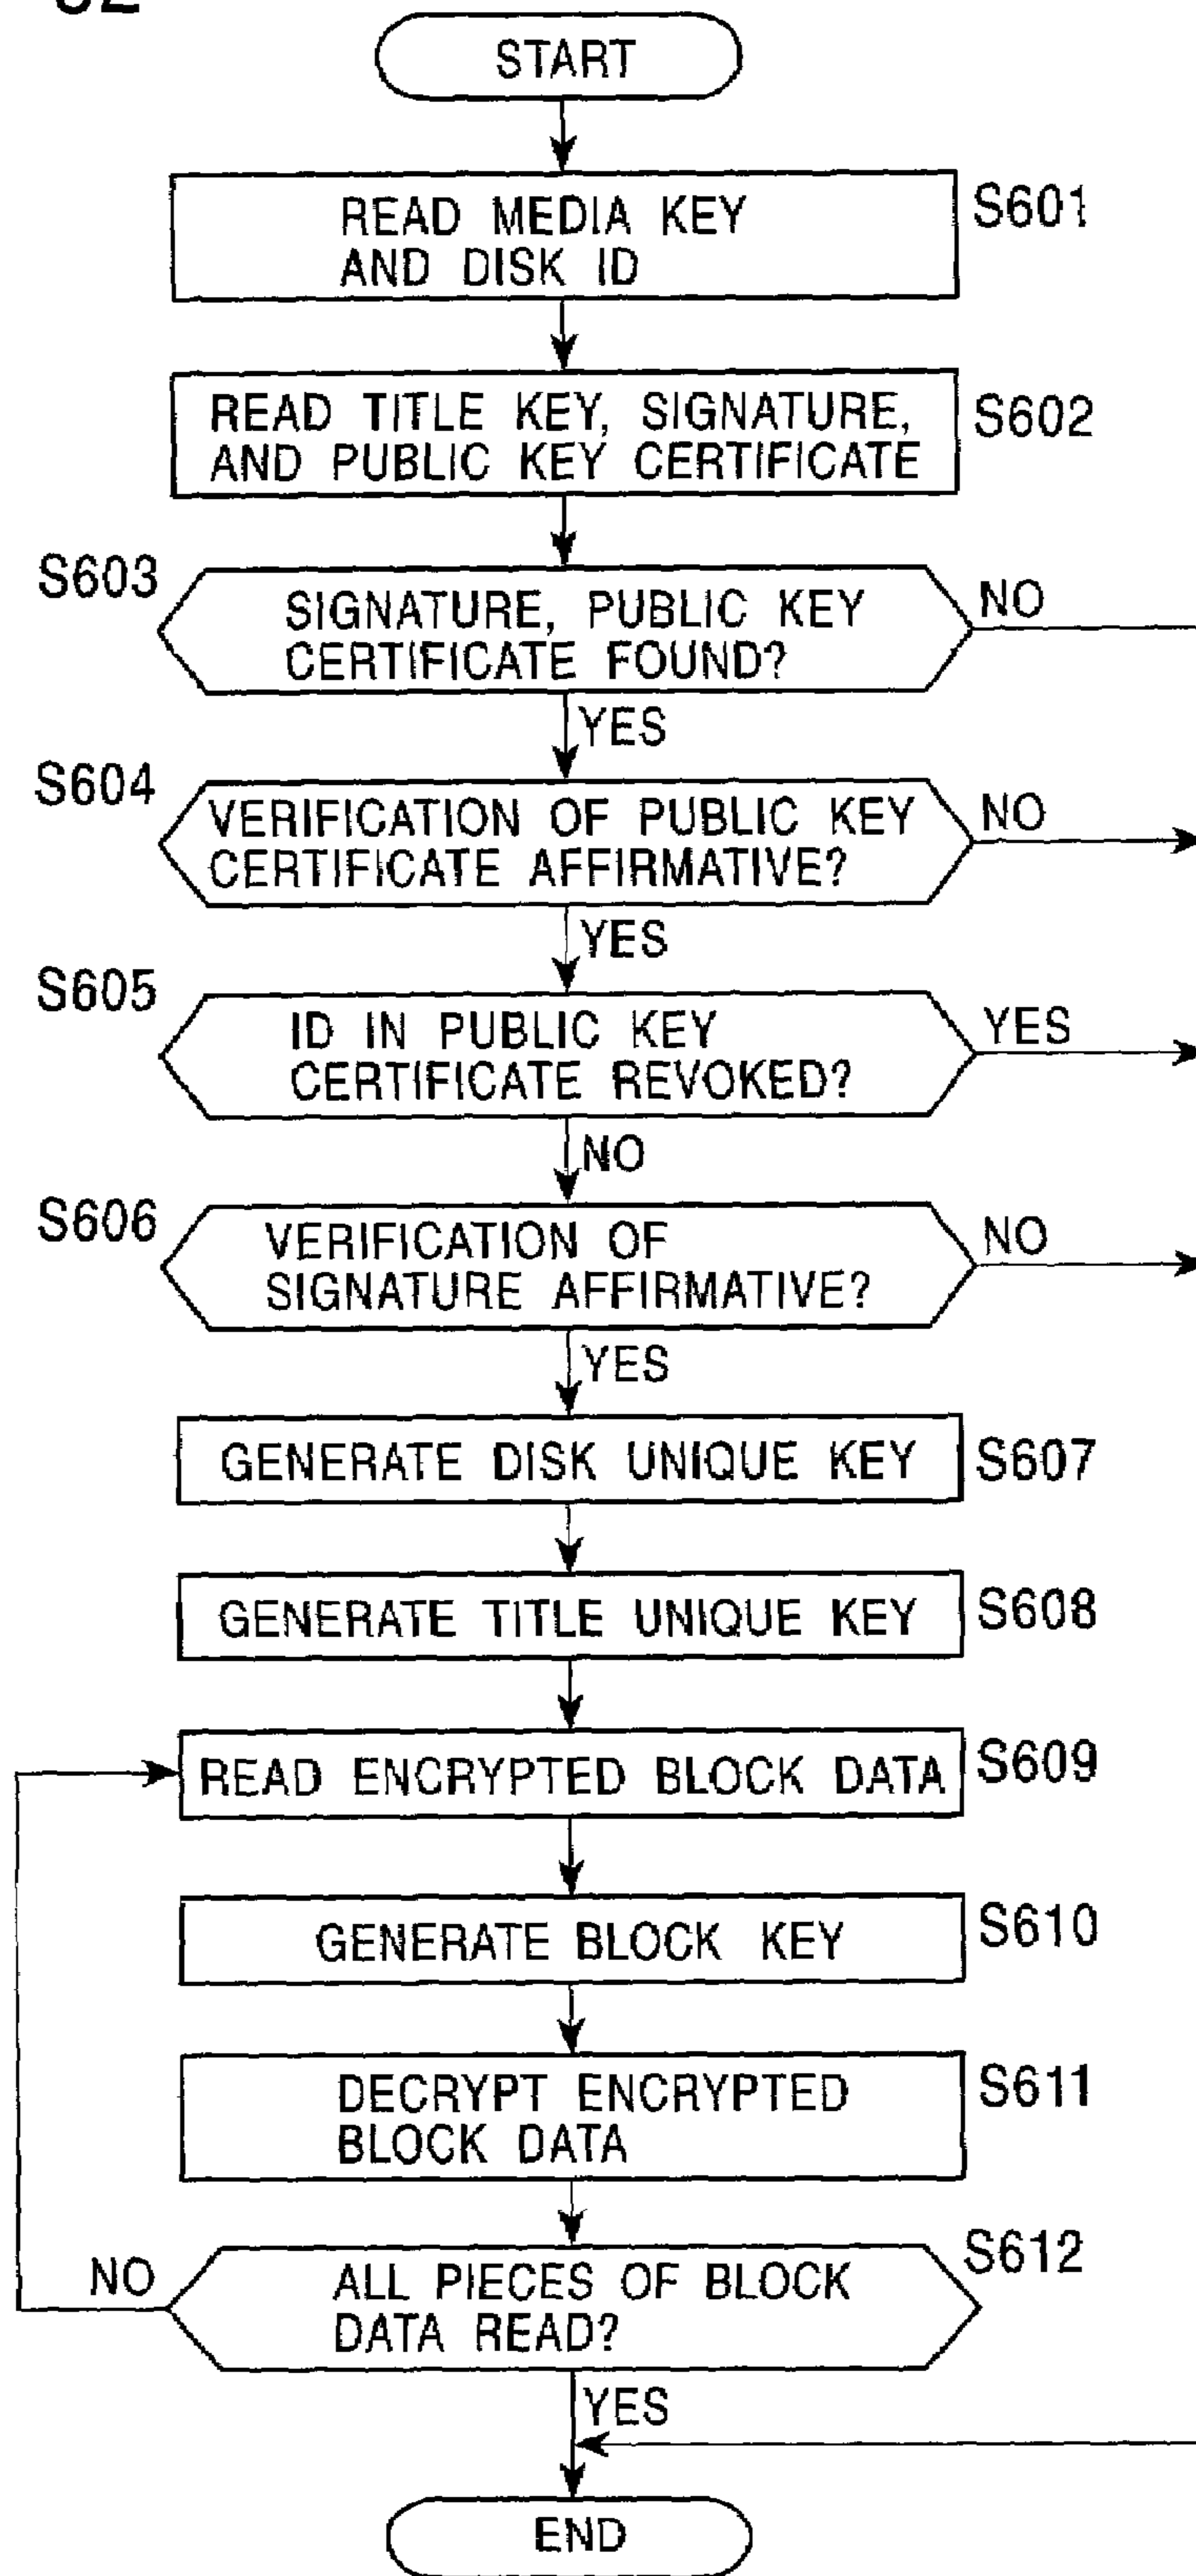 START
READ MEDIA KEY
AND DISK ID
S601
READ TITLE KEY, SIGNATURE,
AND PUBLIC KEY CERTIFICATE
S602
S603
SIGNATURE, PUBLIC KEY
CERTIFICATE FOUND?
NO
YES
S604
VERIFICATION OF PUBLIC KEY
CERTIFICATE AFFIRMATIVE?
NO
YES
S605
ID IN PUBLIC KEY
CERTIFICATE REVOKED?
YES
NO
S606
VERIFICATION OF
SIGNATURE AFFIRMATIVE?
NO
YES
GENERATE DISK UNIQUE KEY
S607
GENERATE TITLE UNIQUE KEY
S608
READ ENCRYPTED BLOCK DATA
S609
GENERATE BLOCK KEY
S610
DECRYPT ENCRYPTED
BLOCK DATA
S611
S612
NO
ALL PIECES OF BLOCK
DATA READ?
YES
END